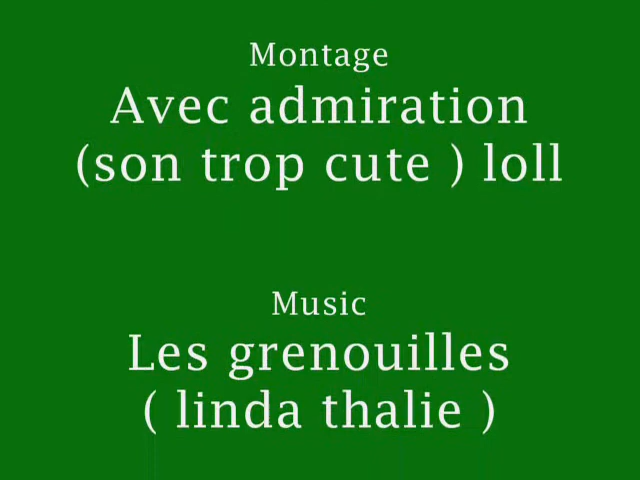 Montage
Avec admiration
(son trop cute ) loll
Music
Les grenouilles
( linda thalie )